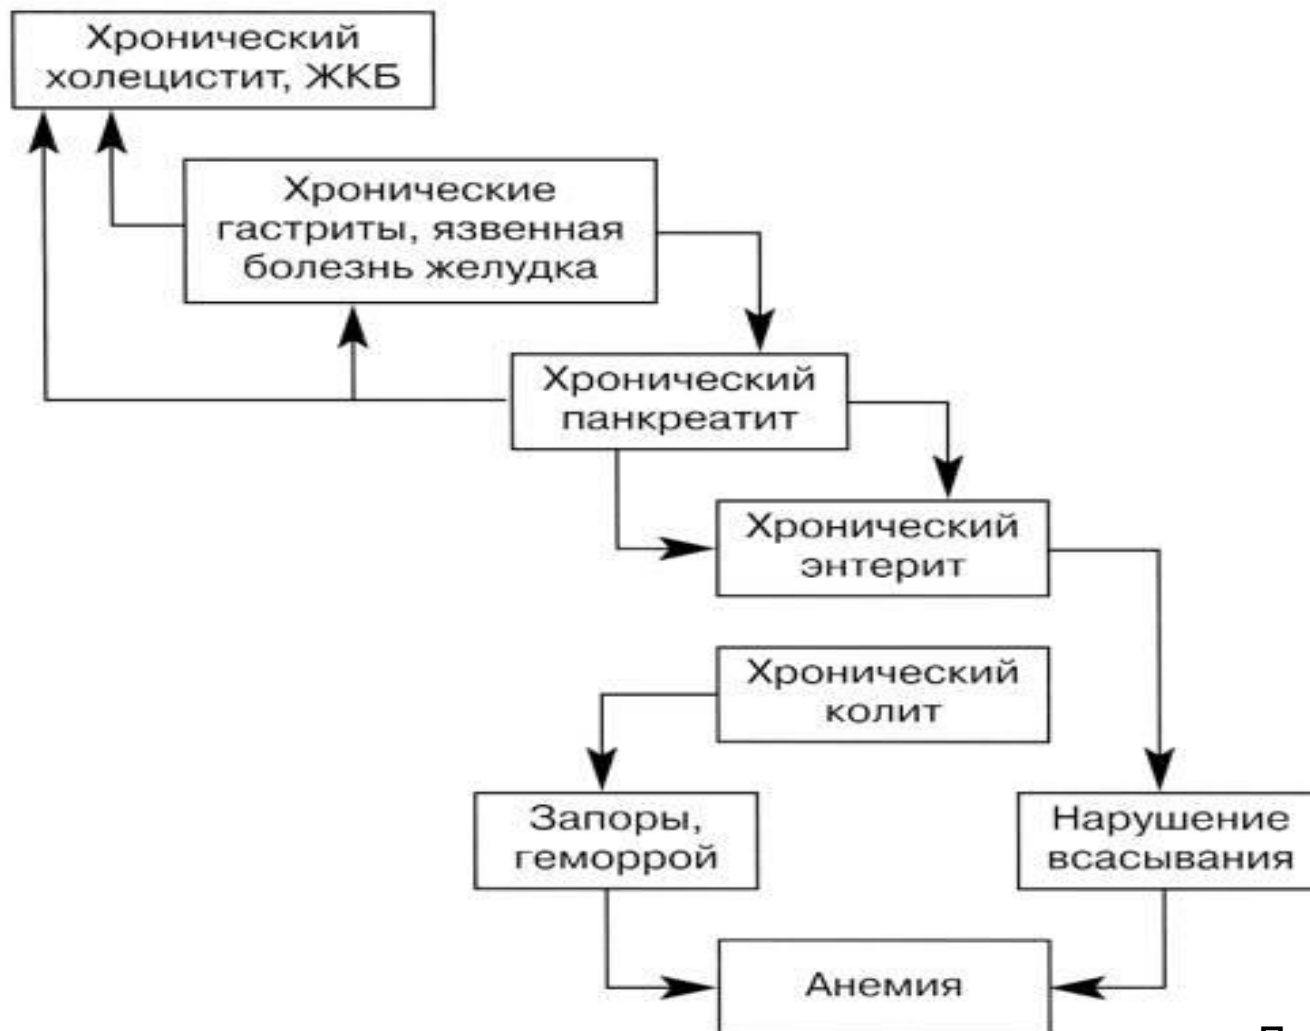 Хронический
холецистит, ЖКБ
Хронические
гастриты, язвенная
болезнь желудка
Хронический
панкреатит
Хронический
энтерит
Хронический
колит
Запоры,
геморрой
Нарушение
всасывания
Анемия